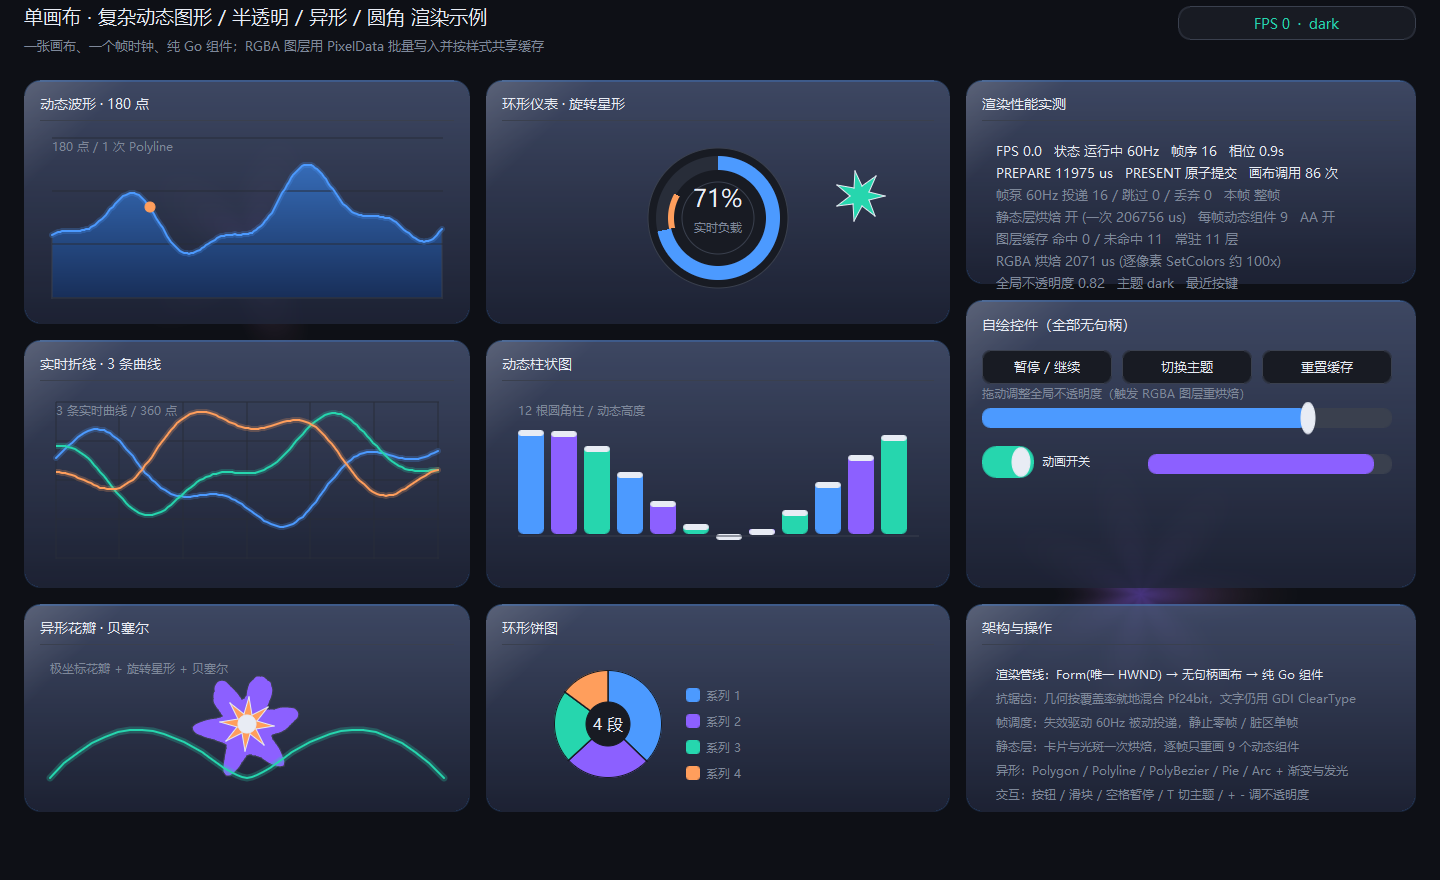 单画布 · 复杂动态图形 / 半透明 / 异形 / 圆角 渲染示例
一张画布、一个帧时钟、纯 Go 组件；RGBA 图层用 PixelData 批量写入并按样式共享缓存
FPS 0 · dark
动态波形 · 180 点
180 点 / 1 次 Polyline
环形仪表 · 旋转星形
71%
实时负载
渲染性能实测
FPS 0.0 状态 运行中 60Hz 帧序 16 相位 0.9s
PREPARE 11975 us PRESENT 原子提交 画布调用 86 次
帧泵 60Hz 投递 16 / 跳过 0 / 丢弃 0 本帧 整帧
静态层烘焙 开 (一次 206756 us) 每帧动态组件 9 AA 开
图层缓存 命中 0 / 未命中 11 常驻 11 层
RGBA 烘焙 2071 us (逐像素 SetColors 约 100x)
全局不透明度 0.82 主题 dark 最近按键
实时折线 · 3 条曲线
3 条实时曲线 / 360 点
动态柱状图
12 根圆角柱 / 动态高度
自绘控件（全部无句柄）
暂停 / 继续
切换主题
重置缓存
拖动调整全局不透明度（触发 RGBA 图层重烘焙）
动画开关
异形花瓣 · 贝塞尔
极坐标花瓣 + 旋转星形 + 贝塞尔
环形饼图
4 段
系列 1
系列 2
系列 3
系列 4
架构与操作
渲染管线：Form(唯一 HWND) → 无句柄画布 → 纯 Go 组件
抗锯齿：几何按覆盖率就地混合 Pf24bit，文字仍用 GDI ClearType
帧调度：失效驱动 60Hz 被动投递，静止零帧 / 脏区单帧
静态层：卡片与光斑一次烘焙，逐帧只重画 9 个动态组件
异形：Polygon / Polyline / PolyBezier / Pie / Arc + 渐变与发光
交互：按钮 / 滑块 / 空格暂停 / T 切主题 / + - 调不透明度